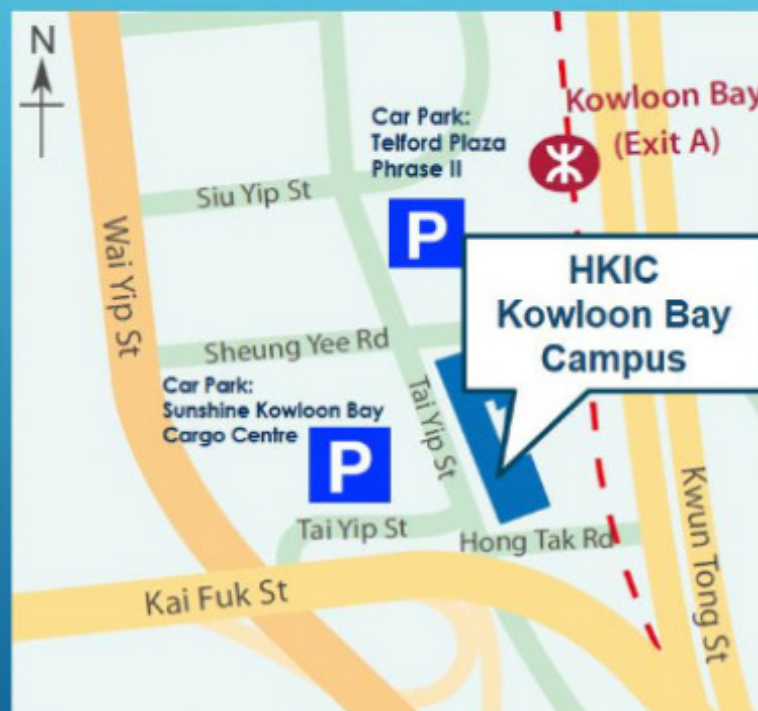 N
Car Park:
Telford Plaza
Phrase II
Kowloon Bay
(Exit A)
Siu Yip St
P
Wai Yip St
HKIC
Kowloon Bay
Campus
Sheung Yee Rd
Car Park:
Sunshine Kowloon Bay
Cargo Centre
Tai Yip St
P
Tai Yip St
Hong Tak Rd
Kwun Tong St
Kai Fuk St